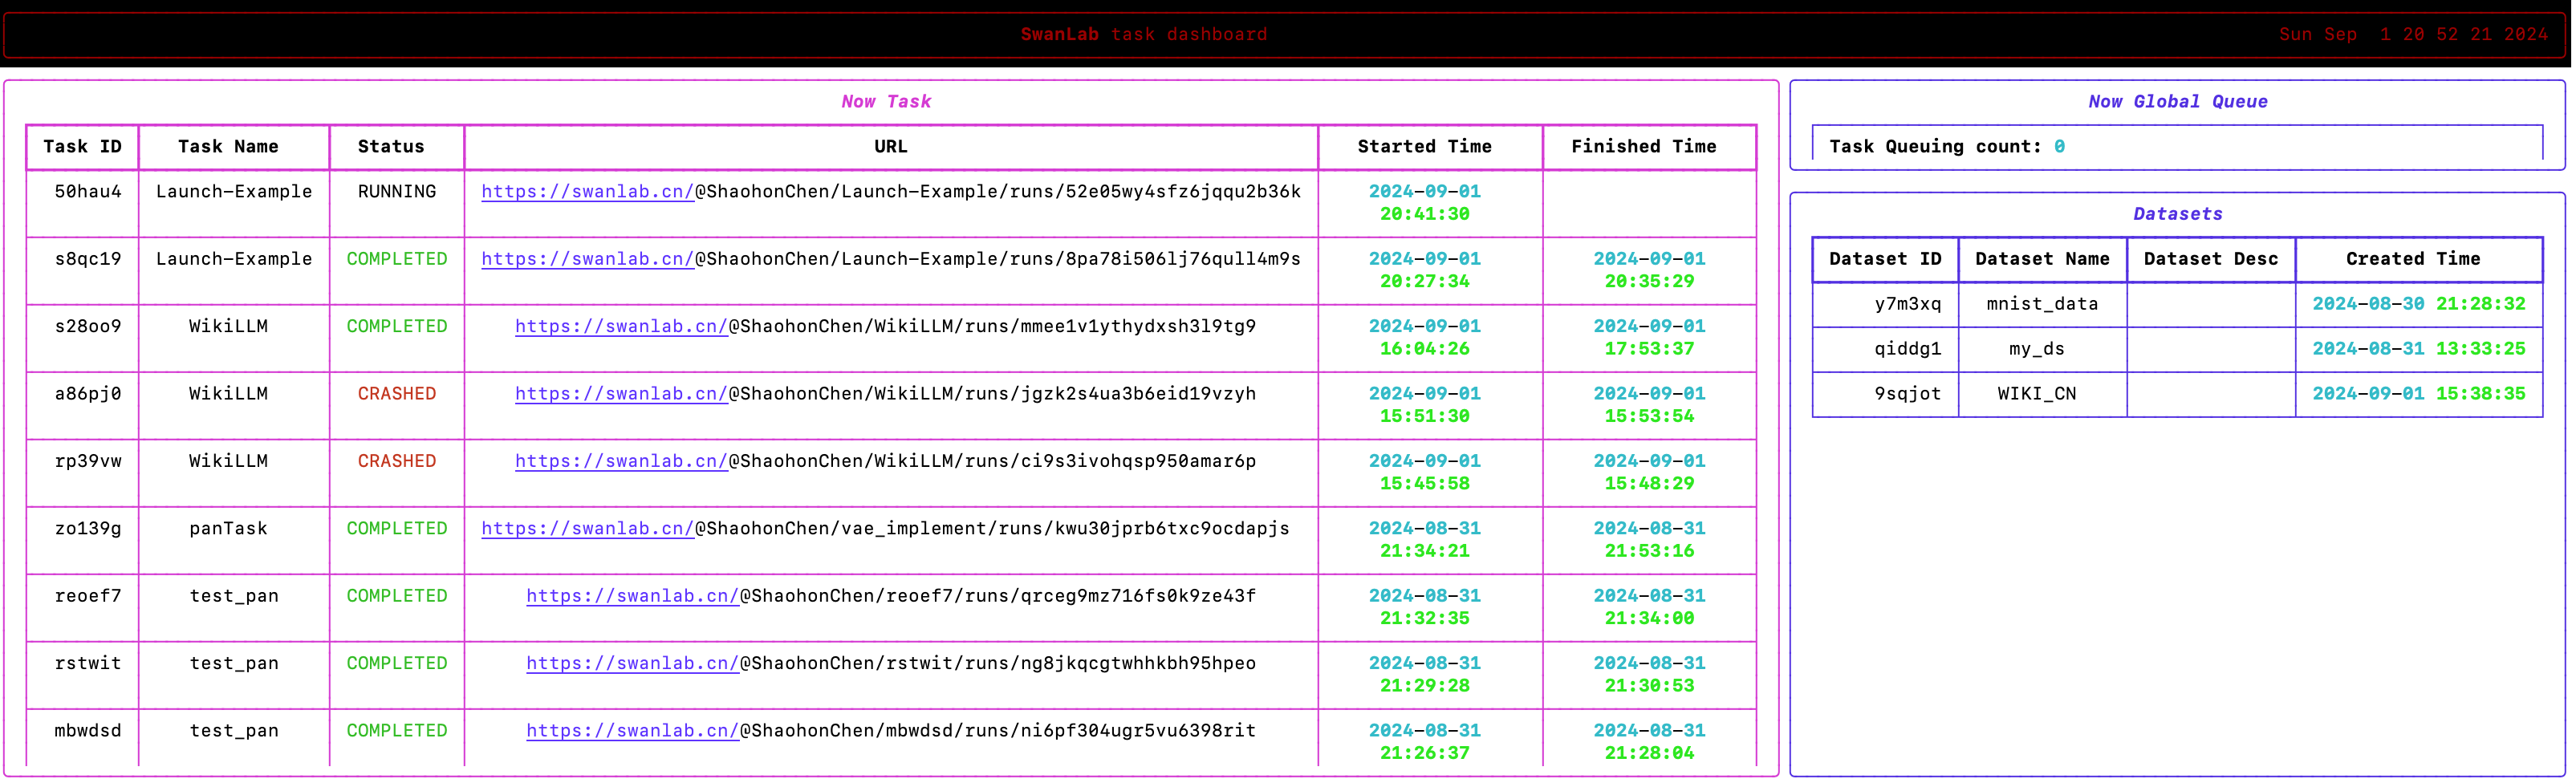 SwanLab task dashboard Sun Sep  1 20 52 21 2024
Now Task
Task ID Task Name Status URL Started Time Finished Time
50hau4 Launch-Example RUNNING https://swanlab.cn/@ShaohonChen/Launch-Example/runs/52e05wy4sfz6jqqu2b36k 2024-09-01
20:41:30
s8qc19 Launch-Example COMPLETED https://swanlab.cn/@ShaohonChen/Launch-Example/runs/8pa78i506lj76qull4m9s 2024-09-01 2024-09-01
20:27:34 20:35:29
s28oo9 WikiLLM COMPLETED https://swanlab.cn/@ShaohonChen/WikiLLM/runs/mmee1v1ythydxsh3l9tg9 2024-09-01 2024-09-01
16:04:26 17:53:37
a86pj0 WikiLLM CRASHED https://swanlab.cn/@ShaohonChen/WikiLLM/runs/jgzk2s4ua3b6eid19vzyh 2024-09-01 2024-09-01
15:51:30 15:53:54
rp39vw WikiLLM CRASHED https://swanlab.cn/@ShaohonChen/WikiLLM/runs/ci9s3ivohqsp950amar6p 2024-09-01 2024-09-01
15:45:58 15:48:29
zo139g panTask COMPLETED https://swanlab.cn/@ShaohonChen/vae_implement/runs/kwu30jprb6txc9ocdapjs 2024-08-31 2024-08-31
21:34:21 21:53:16
reoef7 test_pan COMPLETED https://swanlab.cn/@ShaohonChen/reoef7/runs/qrceg9mz716fs0k9ze43f 2024-08-31 2024-08-31
21:32:35 21:34:00
rstwit test_pan COMPLETED https://swanlab.cn/@ShaohonChen/rstwit/runs/ng8jkqcgtwhhkbh95hpeo 2024-08-31 2024-08-31
21:29:28 21:30:53
mbwdsd test_pan COMPLETED https://swanlab.cn/@ShaohonChen/mbwdsd/runs/ni6pf304ugr5vu6398rit 2024-08-31 2024-08-31
21:26:37 21:28:04
Now Global Queue
Task Queuing count: 0
Datasets
Dataset ID Dataset Name Dataset Desc Created Time
y7m3xq mnist_data 2024-08-30 21:28:32
qiddg1 my_ds 2024-08-31 13:33:25
9sqjot WIKI_CN 2024-09-01 15:38:35